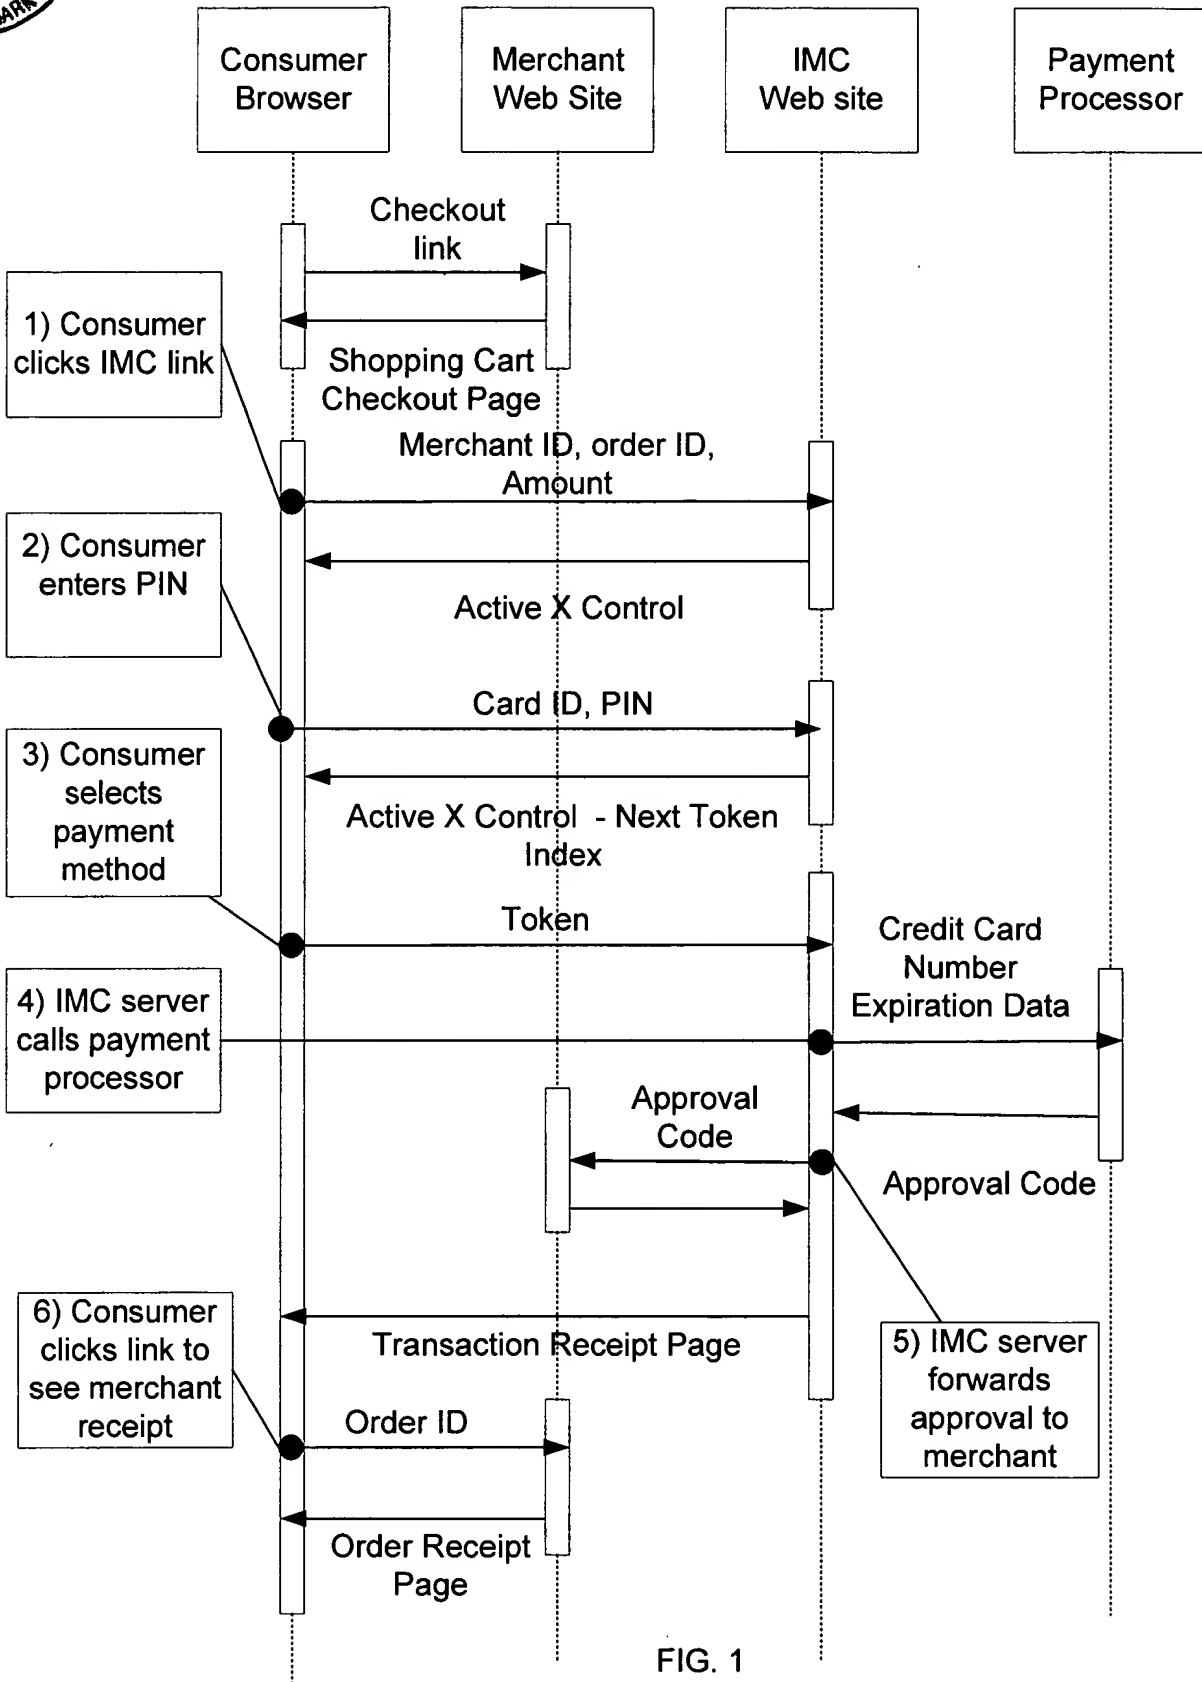 Consumer
Browser
Merchant
Web Site
IMC
Web site
Payment
Processor
Checkout
link
1) Consumer
clicks IMC link
Shopping Cart
Checkout Page
Merchant ID, order ID,
Amount
2) Consumer
enters PIN
Active X Control
Card ID, PIN
3) Consumer
selects
payment
method
Active X Control - Next Token
Index
Token
Credit Card
Number
Expiration Data
4) IMC server
calls payment
processor
Approval
Code
Approval Code
6) Consumer
clicks link to
see merchant
receipt
Transaction Receipt Page
5) IMC server
forwards
approval to
merchant
Order ID
Order Receipt
Page
FIG. 1